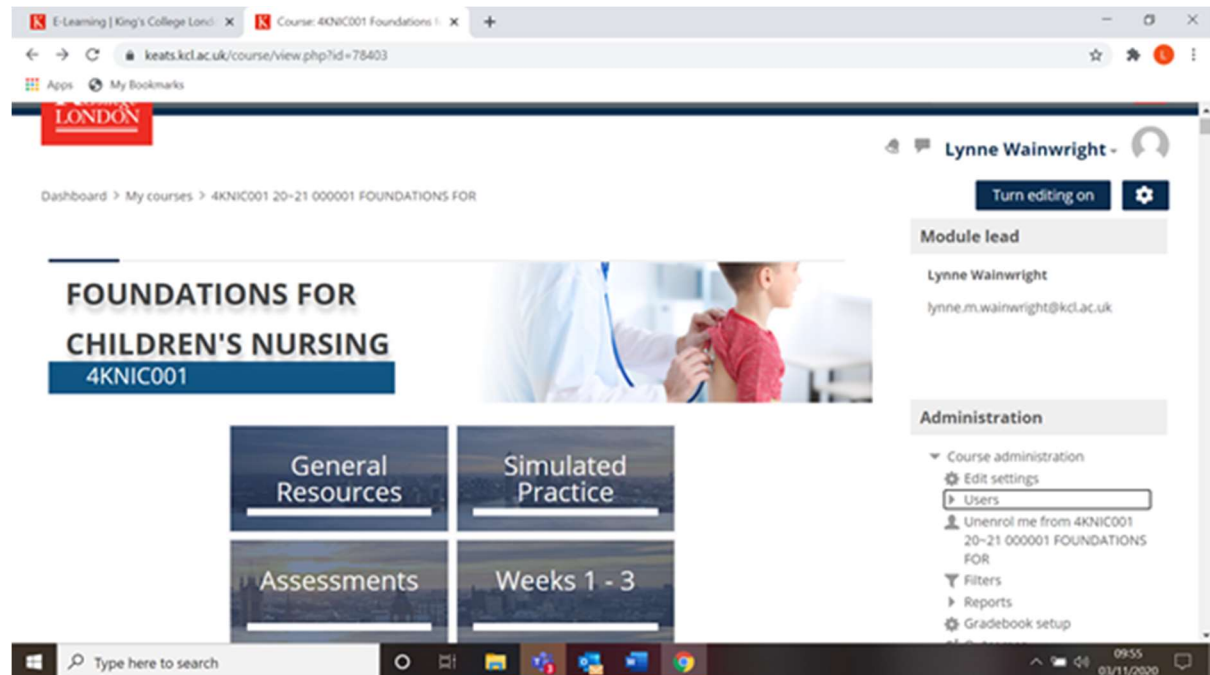 E-Learning | King's College Lond
Course: 4KNIC001 Foundations f
keats.kcl.ac.uk/course/view.php?id=78403
Apps
My Bookmarks
LONDON
Lynne Wainwright
Dashboard > My courses > 4KNIC001 20~21 000001 FOUNDATIONS FOR
Turn editing on
Module lead
Lynne Wainwright
lynne.m.wainwright@kcl.ac.uk
FOUNDATIONS FOR
CHILDREN'S NURSING
4KNIC001
General
Resources
Simulated
Practice
Assessments
Weeks 1 - 3
Administration
Course administration
Edit settings
Users
Unenrol me from 4KNIC001
20~21 000001 FOUNDATIONS
FOR
Filters
Reports
Gradebook setup
Type here to search
09:55
03/11/2020